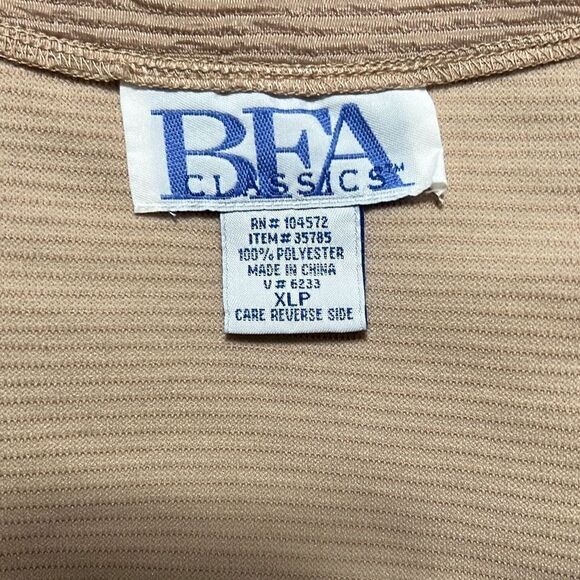 BFA
CLASSICS™
RN# 104572
ITEM# 35785
100% POLYESTER
MADE IN CHINA
V# 6233
XLP
CARE REVERSE SIDE